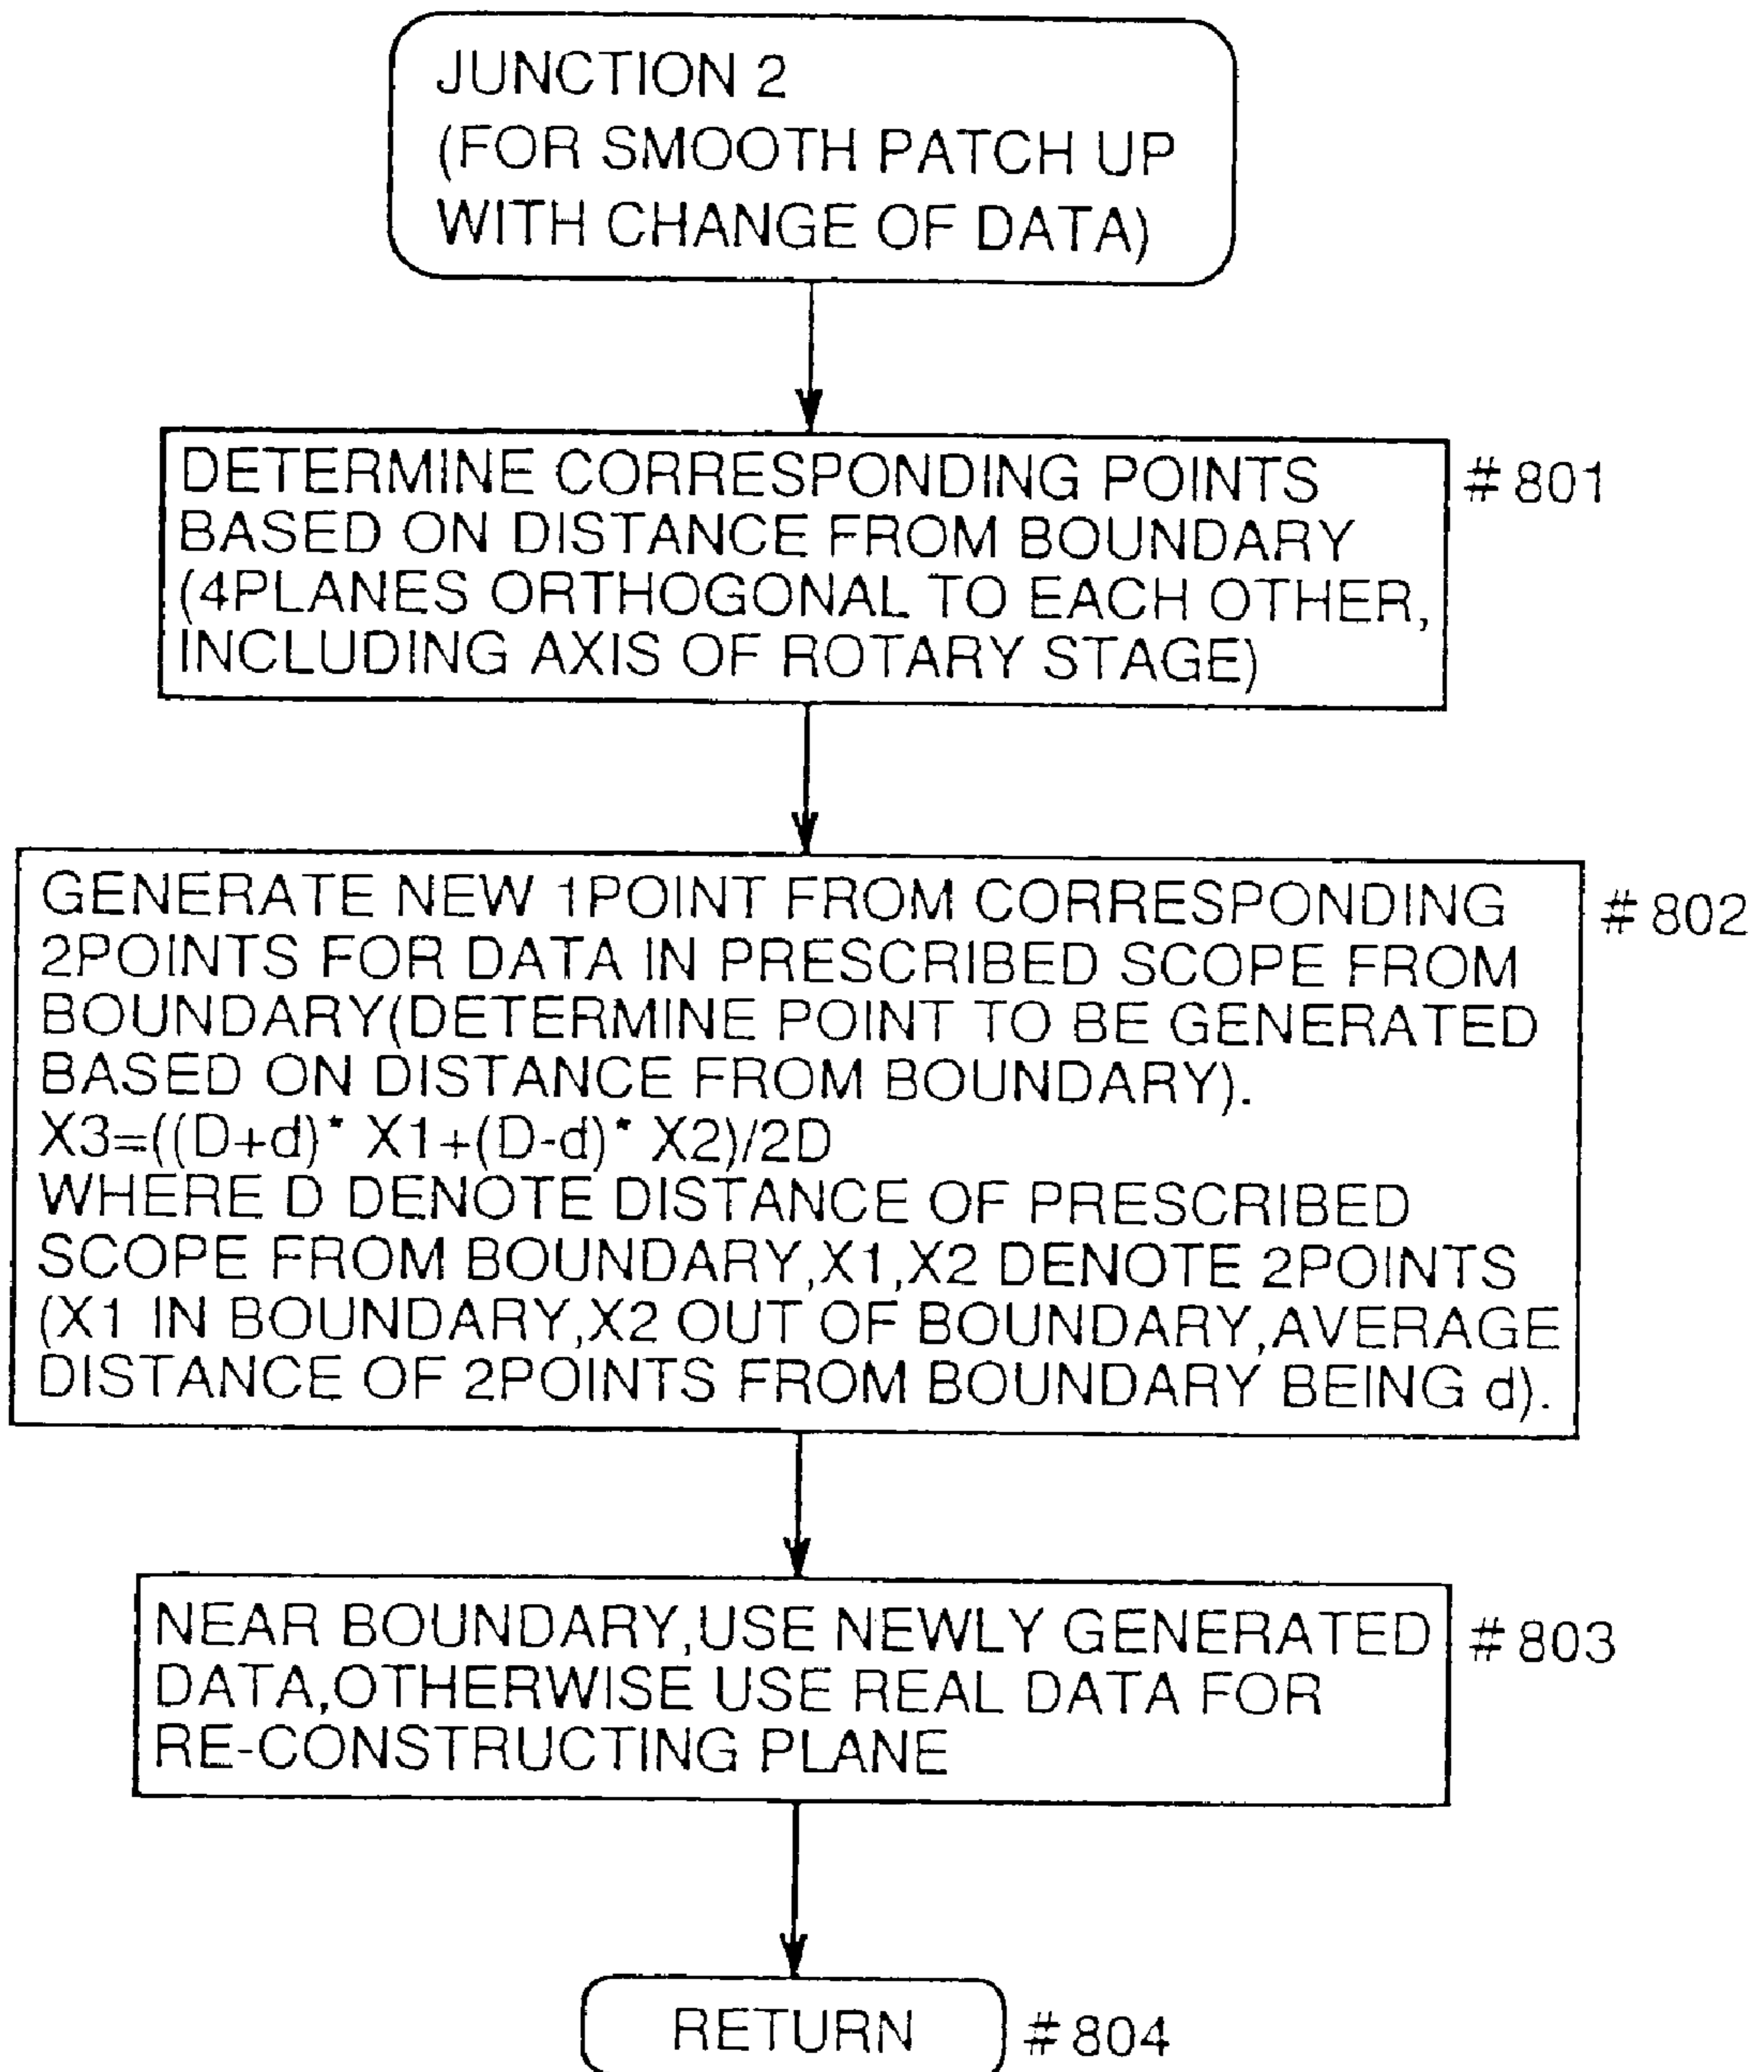 JUNCTION 2
(FOR SMOOTH PATCH UP
WITH CHANGE OF DATA)
DETERMINE CORRESPONDING POINTS
BASED ON DISTANCE FROM BOUNDARY
(4PLANES ORTHOGONAL TO EACH OTHER,
INCLUDING AXIS OF ROTARY STAGE)
#801
GENERATE NEW 1POINT FROM CORRESPONDING
2POINTS FOR DATA IN PRESCRIBED SCOPE FROM
BOUNDARY(DETERMINE POINT TO BE GENERATED
BASED ON DISTANCE FROM BOUNDARY).
X3=((D+d)* X1+(D-d)* X2)/2D
WHERE D DENOTE DISTANCE OF PRESCRIBED
SCOPE FROM BOUNDARY,X1,X2 DENOTE 2POINTS
(X1 IN BOUNDARY,X2 OUT OF BOUNDARY,AVERAGE
DISTANCE OF 2POINTS FROM BOUNDARY BEING d).
#802
NEAR BOUNDARY,USE NEWLY GENERATED
DATA,OTHERWISE USE REAL DATA FOR
RE-CONSTRUCTING PLANE
#803
RETURN
#804